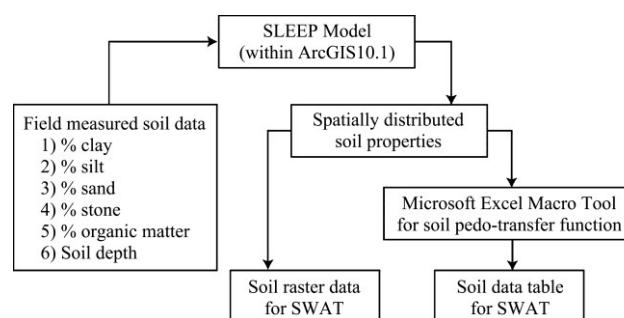 SLEEP Model
(within ArcGIS10.1)
Field measured soil data
1) % clay
2) % silt
3) % sand
4) % stone
5) % organic matter
6) Soil depth
Spatially distributed
soil properties
Microsoft Excel Macro Tool
for soil pedo-transfer function
Soil raster data
for SWAT
Soil data table
for SWAT